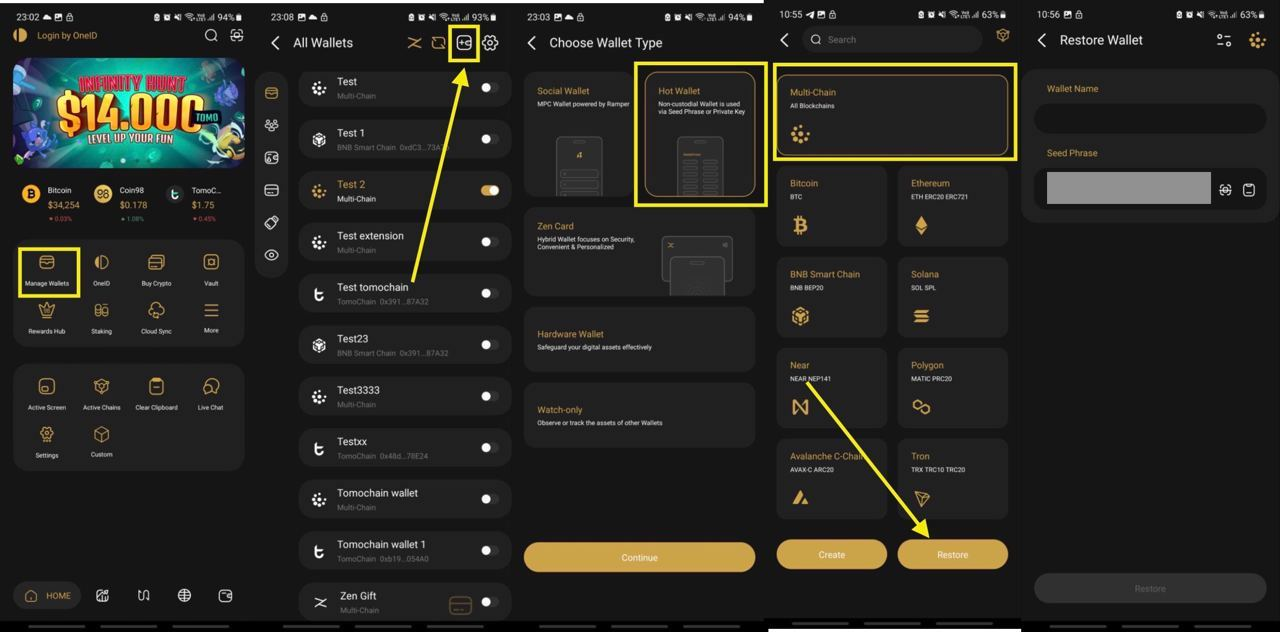 23:02
94%
Login by OneID
INFINITY HUNT
$14.000
TOMO
LEVEL UP YOUR FUN
Bitcoin
$34,254
0.03%
Coin98
$0.178
1.08%
TomoC...
$1.75
0.45%
Manage Wallets
OneID
Buy Crypto
Vault
Rewards Hub
Staking
Cloud Sync
More
Active Screen
Active Chains
Clear Clipboard
Live Chat
Settings
Custom
HOME
23:08
93%
All Wallets
Test
Multi-Chain
Test 1
BNB Smart Chain 0xdC3...73A
Test 2
Multi-Chain
Test extension
Multi-Chain
Test tomochain
TomoChain 0x391...87A32
Test23
BNB Smart Chain 0x391...87A32
Test3333
Multi-Chain
Testxx
TomoChain 0x48d...78E24
Tomochain wallet
Multi-Chain
Tomochain wallet 1
TomoChain 0xb19...054A0
Zen Gift
Multi-Chain
23:03
94%
Choose Wallet Type
Social Wallet
MPC Wallet powered by Ramper
Hot Wallet
Non-custodial Wallet is used
via Seed Phrase or Private Key
Zen Card
Hybrid Wallet focuses on Security,
Convenient & Personalized
Hardware Wallet
Safeguard your digital assets effectively
Watch-only
Observe or track the assets of other Wallets
Continue
10:55
63%
Search
Multi-Chain
All Blockchains
Bitcoin
BTC
Ethereum
ETH ERC20 ERC721
BNB Smart Chain
BNB BEP20
Solana
SOL SPL
Near
NEAR NEP141
Polygon
MATIC PRC20
Avalanche C-Chain
AVAX-C ARC20
Tron
TRX TRC10 TRC20
Create
Restore
10:56
63%
Restore Wallet
Wallet Name
Seed Phrase
Restore